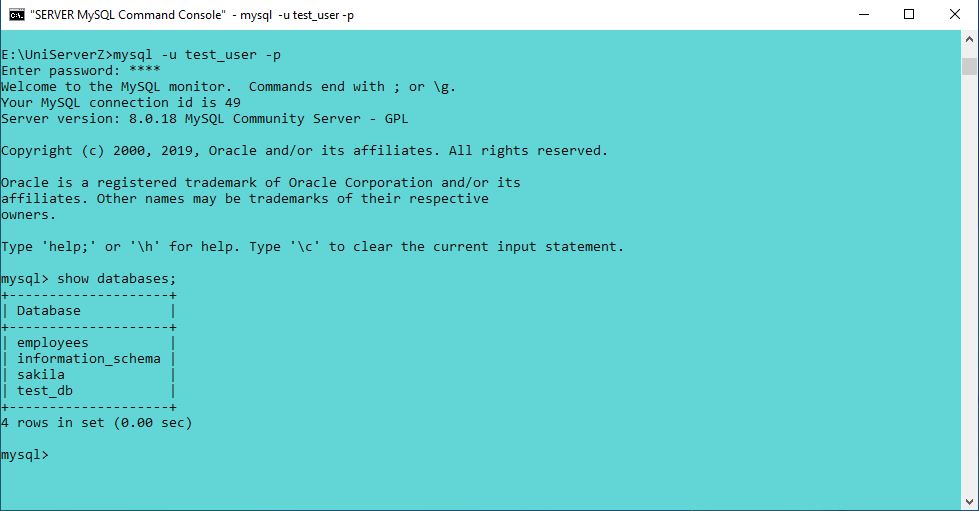 "SERVER MySQL Command Console" - mysql -u test_user -p
E:\UniServerZ>mysql -u test_user -p
Enter password: ****
Welcome to the MySQL monitor.  Commands end with ; or \g.
Your MySQL connection id is 49
Server version: 8.0.18 MySQL Community Server - GPL
Copyright (c) 2000, 2019, Oracle and/or its affiliates. All rights reserved.
Oracle is a registered trademark of Oracle Corporation and/or its
affiliates. Other names may be trademarks of their respective
owners.
Type 'help;' or '\h' for help. Type '\c' to clear the current input statement.
mysql> show databases;
+--------------------+
| Database           |
+--------------------+
| employees          |
| information_schema |
| sakila             |
| test_db            |
+--------------------+
4 rows in set (0.00 sec)
mysql>